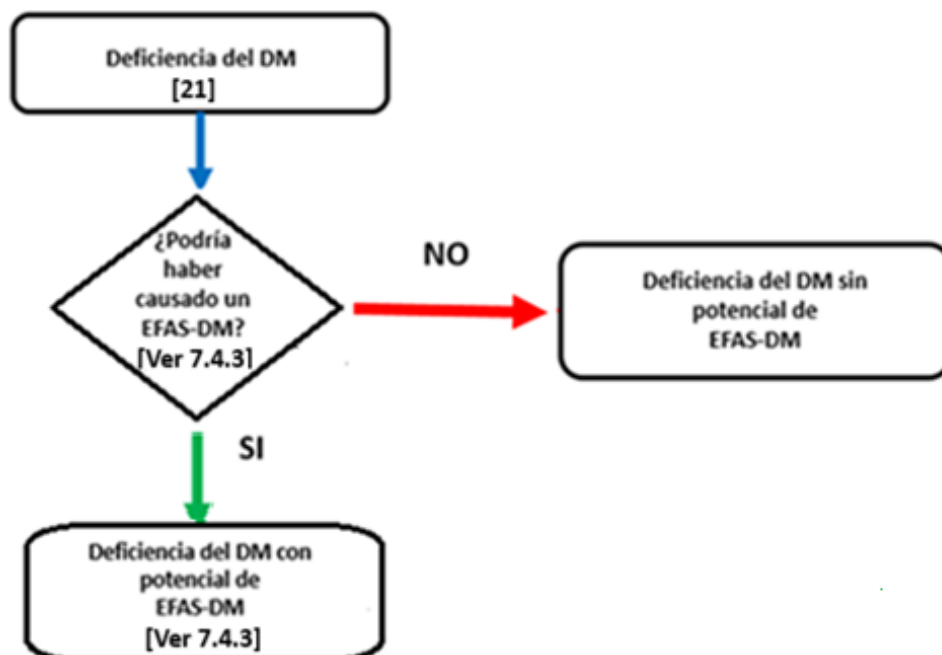 Deficiencia del DM
[21]
¿Podría
haber
causado un
EFAS-DM?
[Ver 7.4.3]
NO
Deficiencia del DM sin
potencial de
EFAS-DM
SI
Deficiencia del DM con
potencial de
EFAS-DM
[Ver 7.4.3]